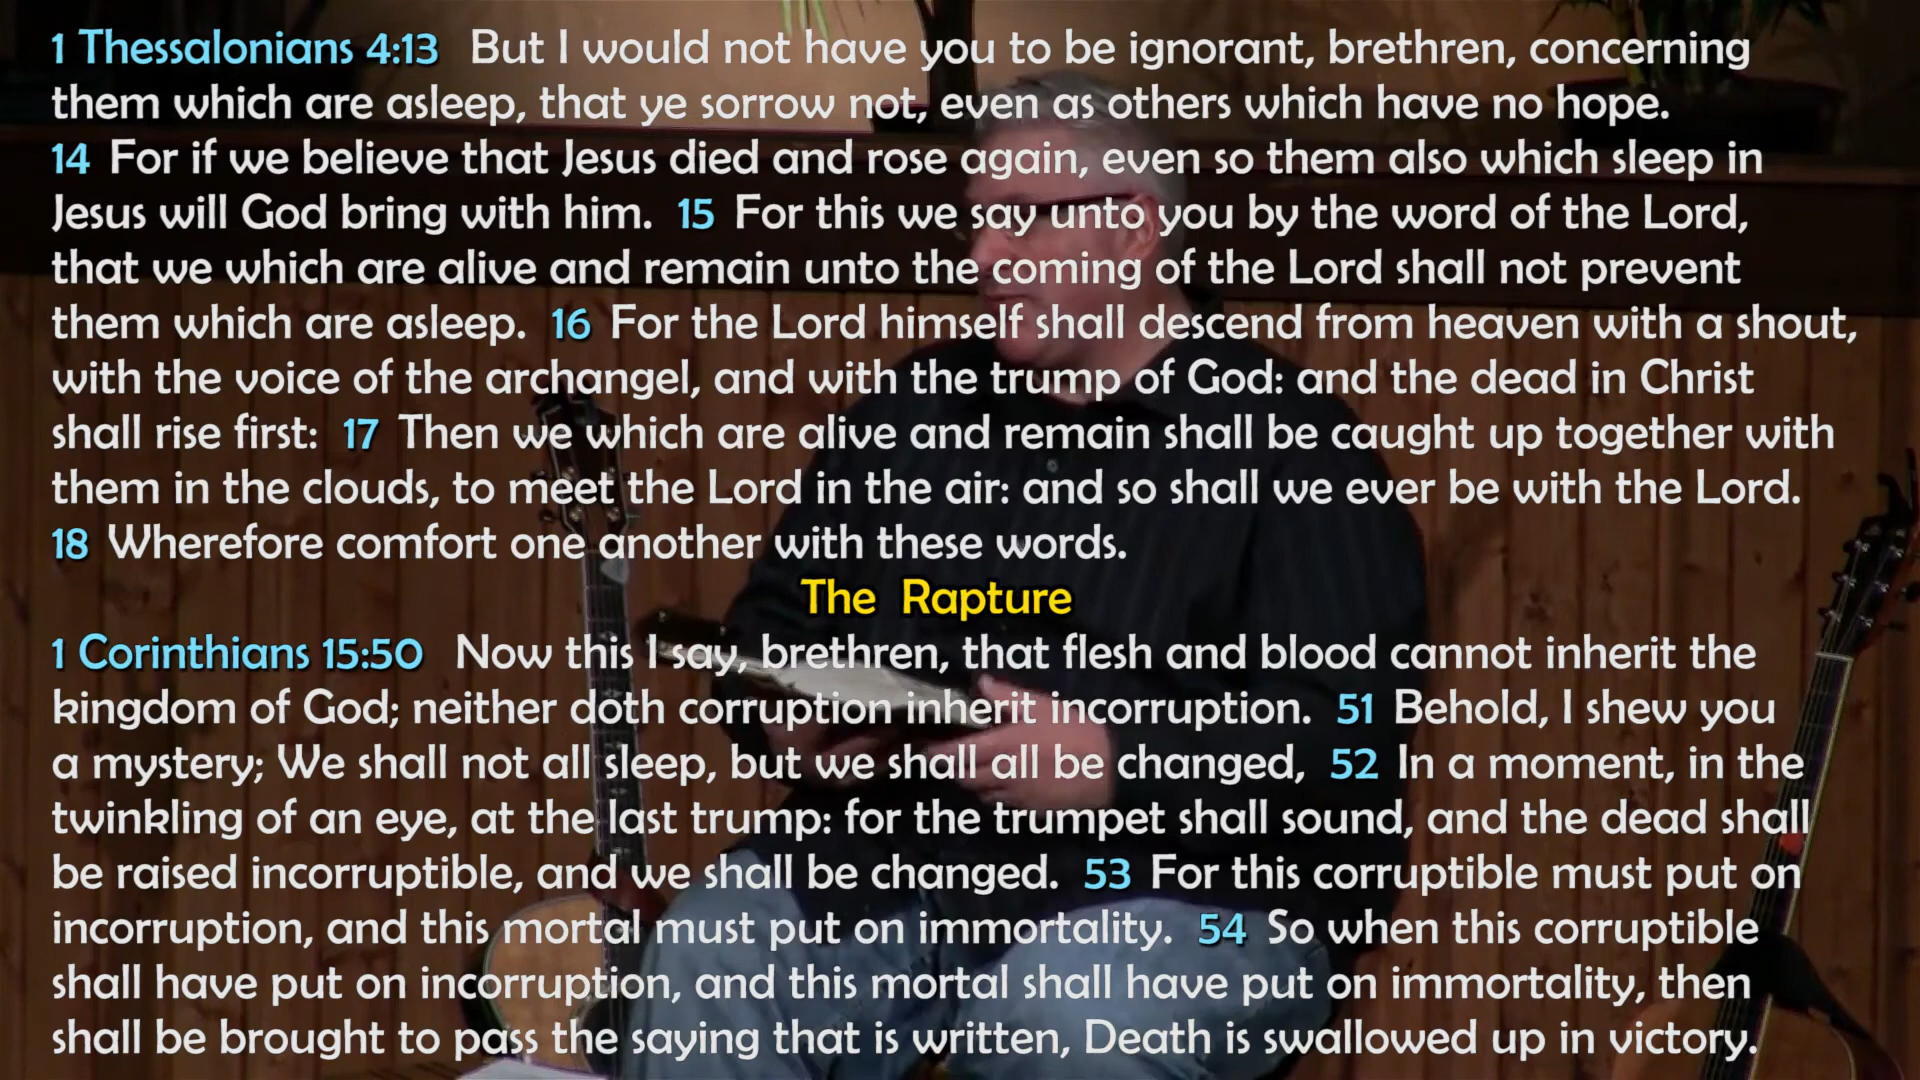 1 Thessalonians 4:13 But I would not have you to be ignorant, brethren, concerning
them which are asleep, that ye sorrow not, even as others which have no hope.
14 For if we believe that Jesus died and rose again, even so them also which sleep in
Jesus will God bring with him. 15 For this we say unto you by the word of the Lord,
that we which are alive and remain unto the coming of the Lord shall not prevent
them which are asleep. 16 For the Lord himself shall descend from heaven with a shout,
with the voice of the archangel, and with the trump of God: and the dead in Christ
shall rise first: 17 Then we which are alive and remain shall be caught up together with
them in the clouds, to meet the Lord in the air: and so shall we ever be with the Lord.
18 Wherefore comfort one another with these words.
The Rapture
1 Corinthians 15:50 Now this I say, brethren, that flesh and blood cannot inherit the
kingdom of God; neither doth corruption inherit incorruption. 51 Behold, I shew you
a mystery; We shall not all sleep, but we shall all be changed, 52 In a moment, in the
twinkling of an eye, at the last trump: for the trumpet shall sound, and the dead shall
be raised incorruptible, and we shall be changed. 53 For this corruptible must put on
incorruption, and this mortal must put on immortality. 54 So when this corruptible
shall have put on incorruption, and this mortal shall have put on immortality, then
shall be brought to pass the saying that is written, Death is swallowed up in victory.